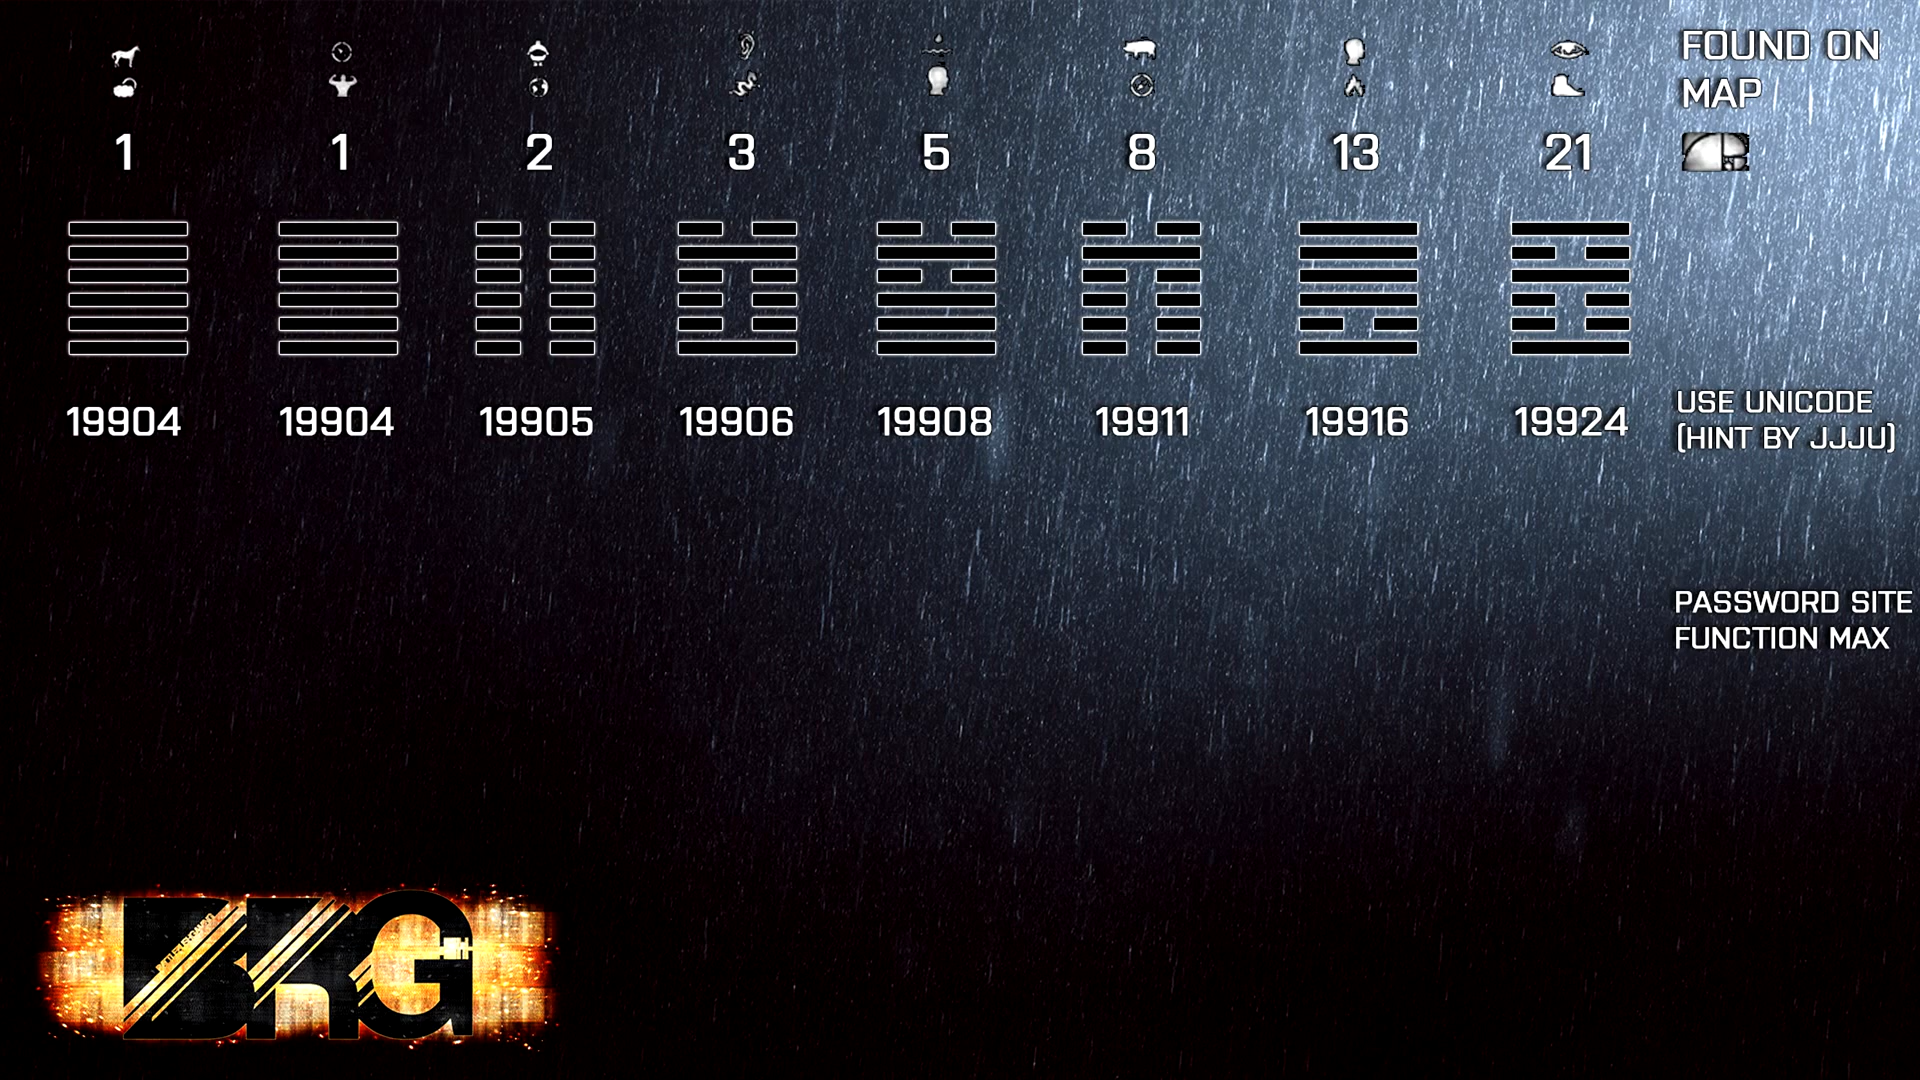 FOUND ON
MAP
1 1 2 3 5 8 13 21
19904 19904 19905 19906 19908 19911 19916 19924
USE UNICODE
(HINT BY JJJU)
PASSWORD SITE
FUNCTION MAX